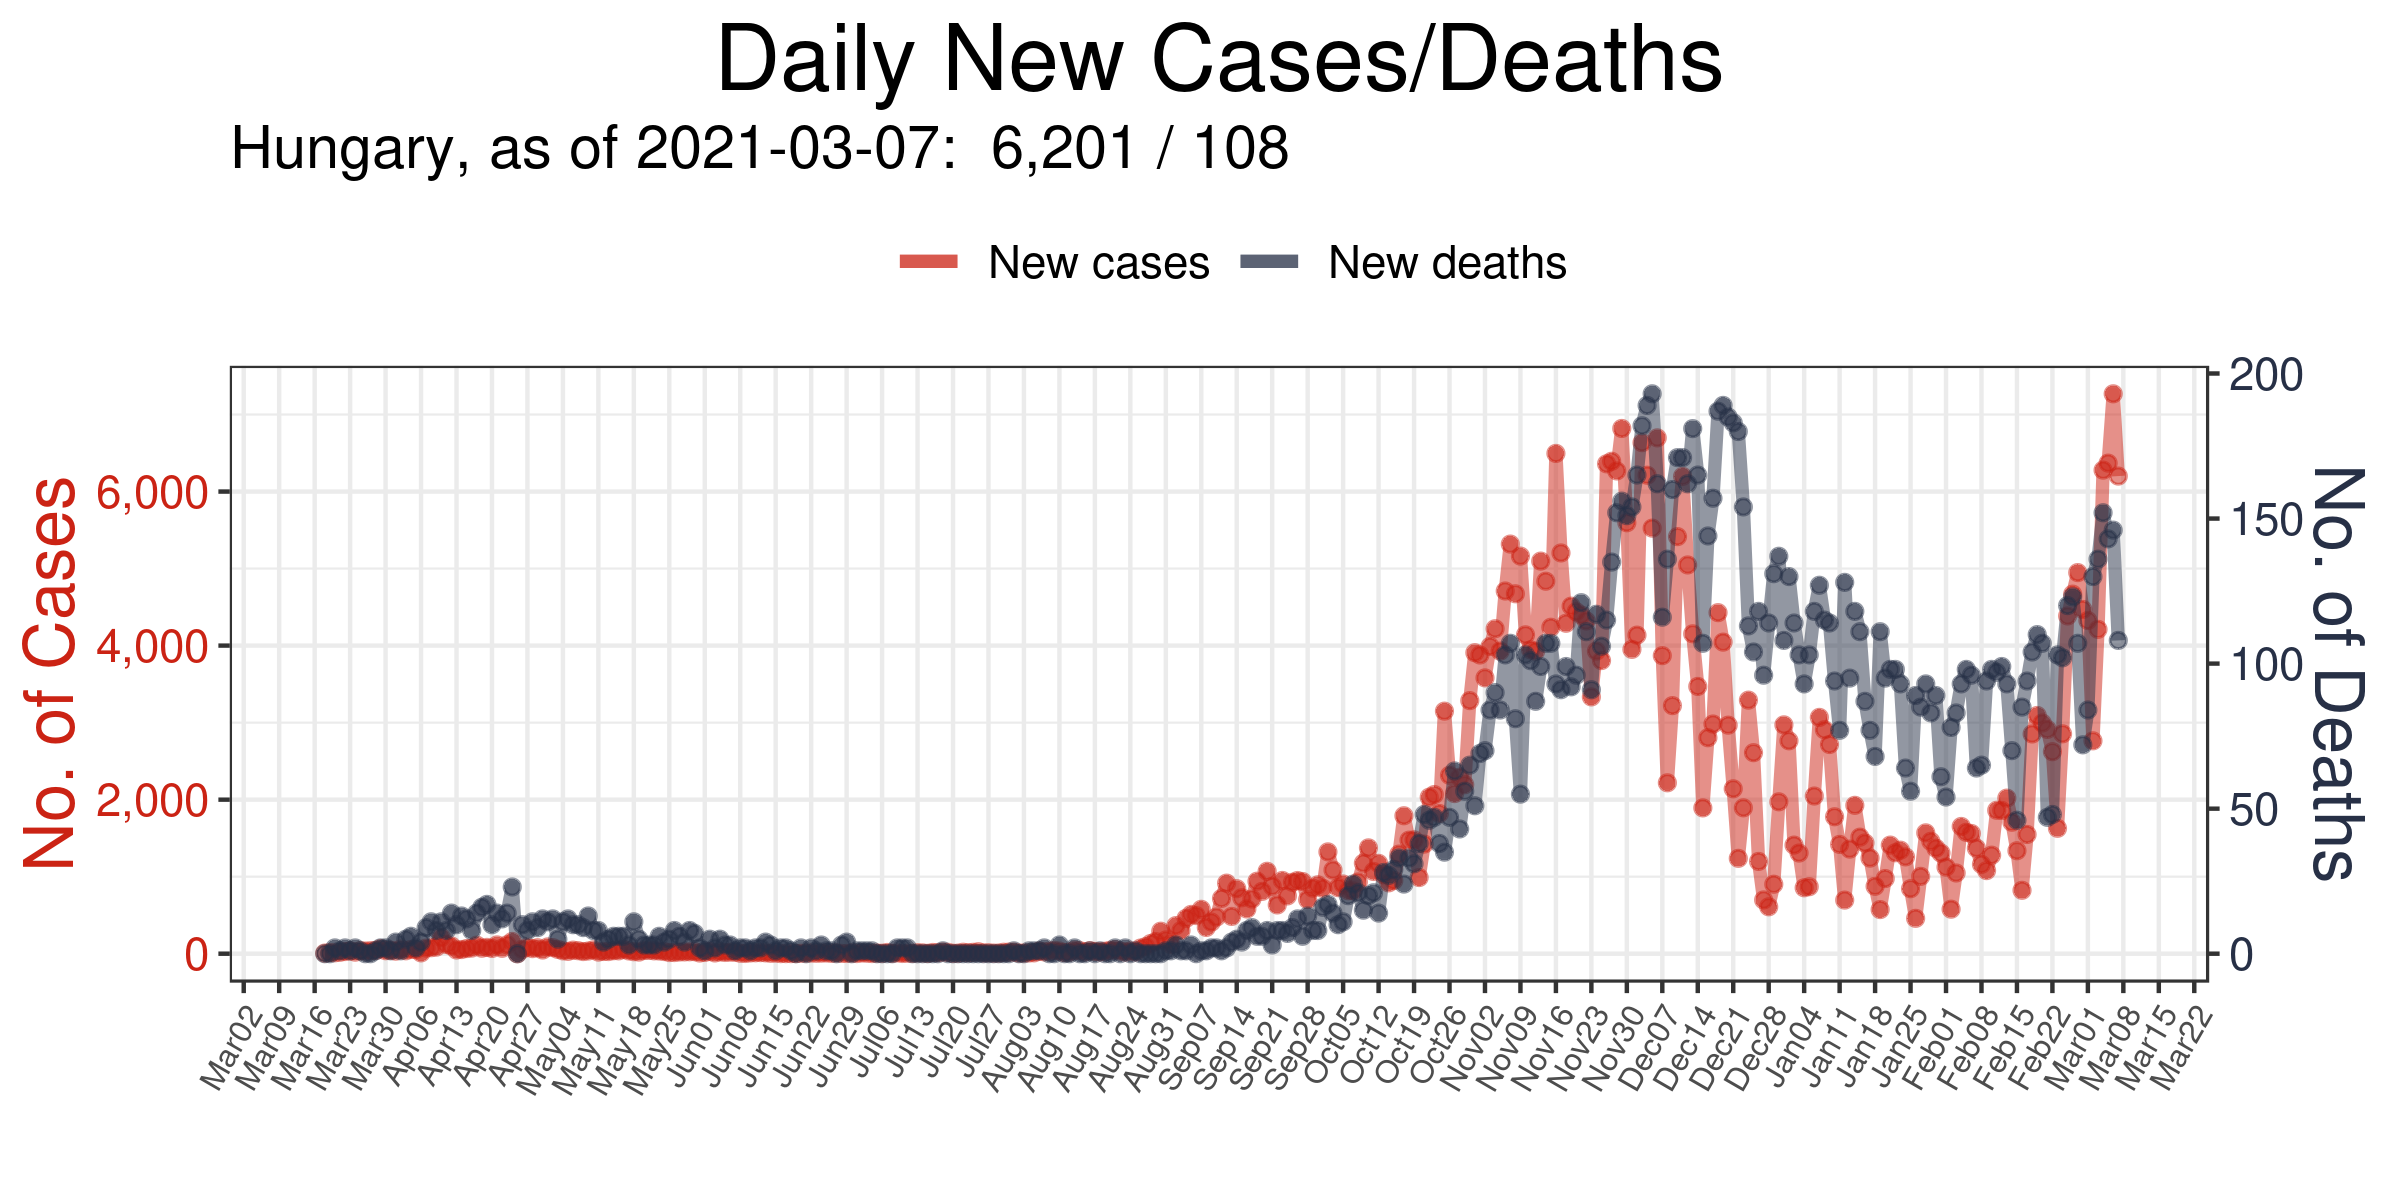 Daily New Cases/Deaths
Hungary, as of 2021-03-07:  6,201 / 108
New cases New deaths
No. of Cases
6,000
4,000
2,000
0
200
150
100
50
0
No. of Deaths
Mar02 Mar09 Mar16 Mar23 Mar30 Apr06 Apr13 Apr20 Apr27 May04 May11 May18 May25 Jun01 Jun08 Jun15 Jun22 Jun29 Jul06 Jul13 Jul20 Jul27 Aug03 Aug10 Aug17 Aug24 Aug31 Sep07 Sep14 Sep21 Sep28 Oct05 Oct12 Oct19 Oct26 Nov02 Nov09 Nov16 Nov23 Nov30 Dec07 Dec14 Dec21 Dec28 Jan04 Jan11 Jan18 Jan25 Feb01 Feb08 Feb15 Feb22 Mar01 Mar08 Mar15 Mar22